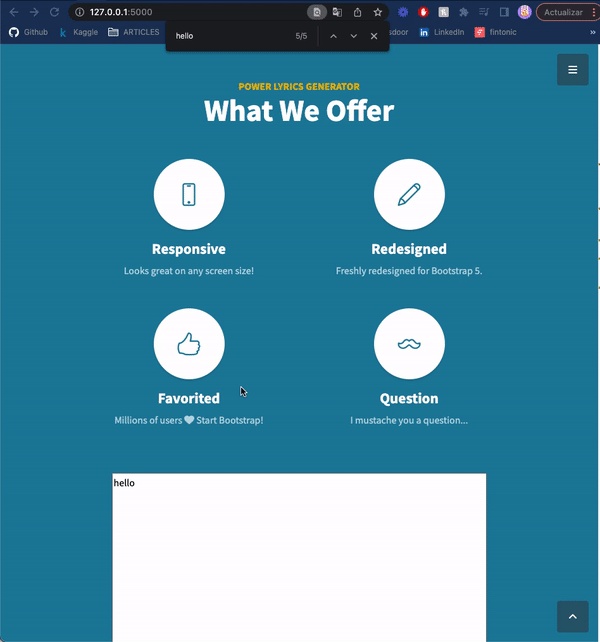 127.0.0.1:5000
Actualizar
Github
Kaggle
ARTICLES
hello
5/5
sdoor
LinkedIn
fintonic
»
POWER LYRICS GENERATOR
What We Offer
Responsive
Looks great on any screen size!
Redesigned
Freshly redesigned for Bootstrap 5.
Favorited
Millions of users ♥ Start Bootstrap!
Question
I mustache you a question...
hello